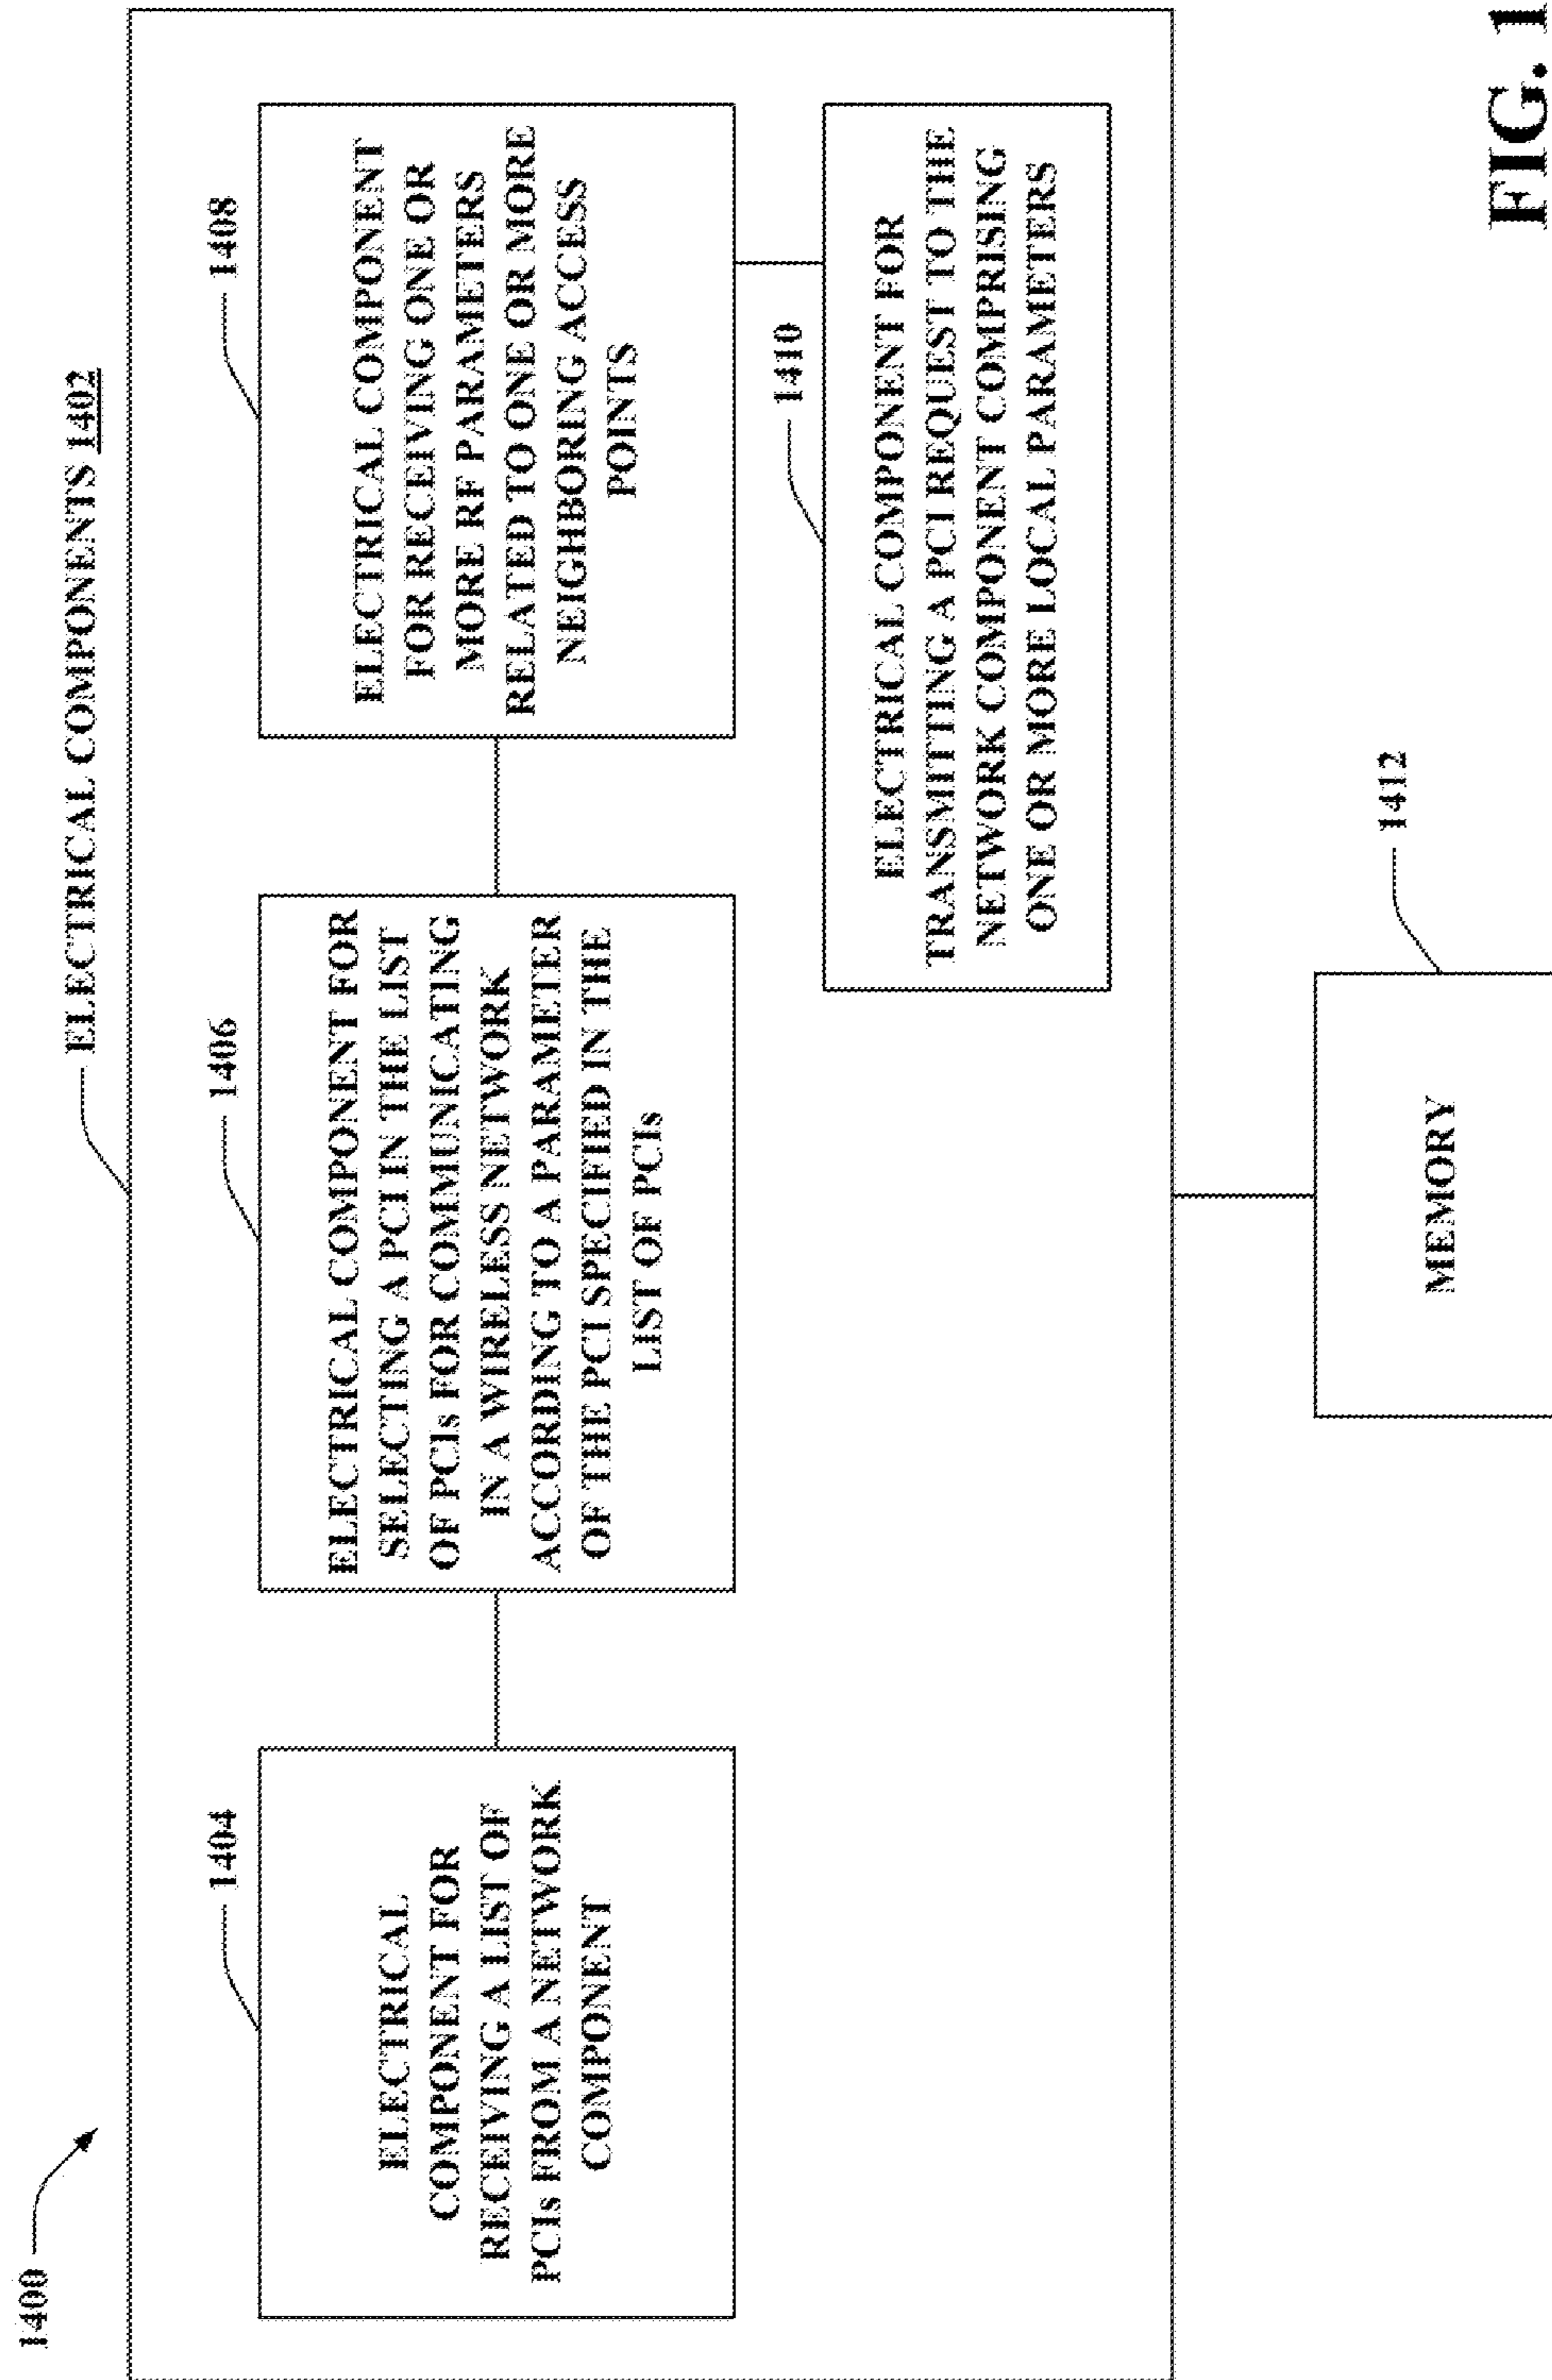 1400
ELECTRICAL COMPONENTS 1402
1404
ELECTRICAL
COMPONENT FOR
RECEIVING A LIST OF
PCIs FROM A NETWORK
COMPONENT
1406
ELECTRICAL COMPONENT FOR
SELECTING A PCI IN THE LIST
OF PCIs FOR COMMUNICATING
IN A WIRELESS NETWORK
ACCORDING TO A PARAMETER
OF THE PCI SPECIFIED IN THE
LIST OF PCIs
1408
ELECTRICAL COMPONENT
FOR RECEIVING ONE OR
MORE RF PARAMETERS
RELATED TO ONE OR MORE
NEIGHBORING ACCESS
POINTS
1410
ELECTRICAL COMPONENT FOR
TRANSMITTING A PCI REQUEST TO THE
NETWORK COMPONENT COMPRISING
ONE OR MORE LOCAL PARAMETERS
1412
MEMORY
FIG. 1